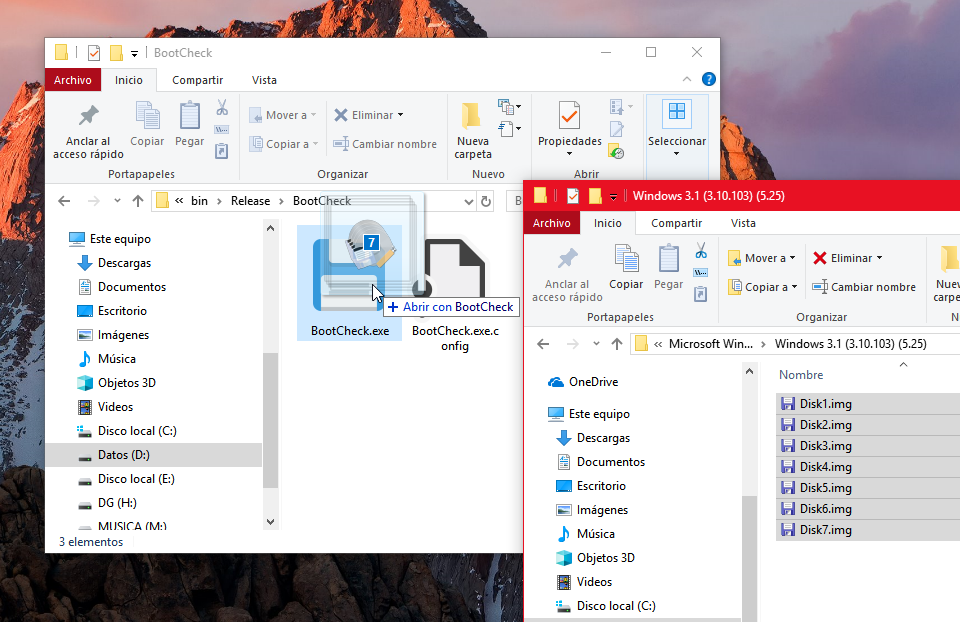 BootCheck
Archivo Inicio Compartir Vista
?
Anclar al
acceso rápido
Copiar
Pegar
Mover a
Copiar a
Eliminar
Cambiar nombre
Nueva
carpeta
Propiedades
Seleccionar
Portapapeles Organizar Nuevo Abrir
« bin > Release > BootCheck
B
Este equipo
Descargas
Documentos
Escritorio
Imágenes
Música
Objetos 3D
Videos
Disco local (C:)
Datos (D:)
Disco local (E:)
DG (H:)
MUSICA (M:)
3 elementos
7
+ Abrir con BootCheck
BootCheck.exe
BootCheck.exe.c
onfig
Windows 3.1 (3.10.103) (5.25)
Archivo Inicio Compartir Vista
Anclar al
acceso rápido
Copiar
Pegar
Mover a
Copiar a
Eliminar
Cambiar nombre
Nuev
carpe
Portapapeles Organizar N
« Microsoft Win... > Windows 3.1 (3.10.103) (5.25)
OneDrive
Este equipo
Descargas
Documentos
Escritorio
Imágenes
Música
Objetos 3D
Videos
Disco local (C:)
Nombre
Disk1.img
Disk2.img
Disk3.img
Disk4.img
Disk5.img
Disk6.img
Disk7.img